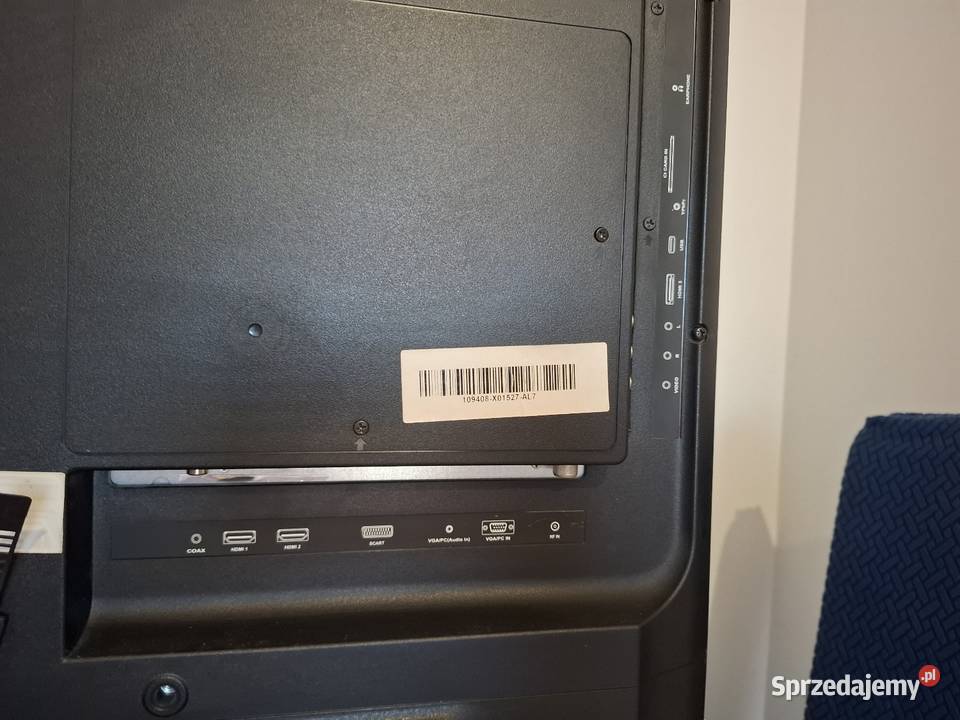 EARPHONE
CI CARD IN
YPbPr
USB
HDMI 3
L
R
VIDEO
109408-X01527-AL7
COAX
HDMI 1
HDMI 2
SCART
VGA/PC(Audio in)
VGA/PC IN
RF IN
Sprzedajemy.pl